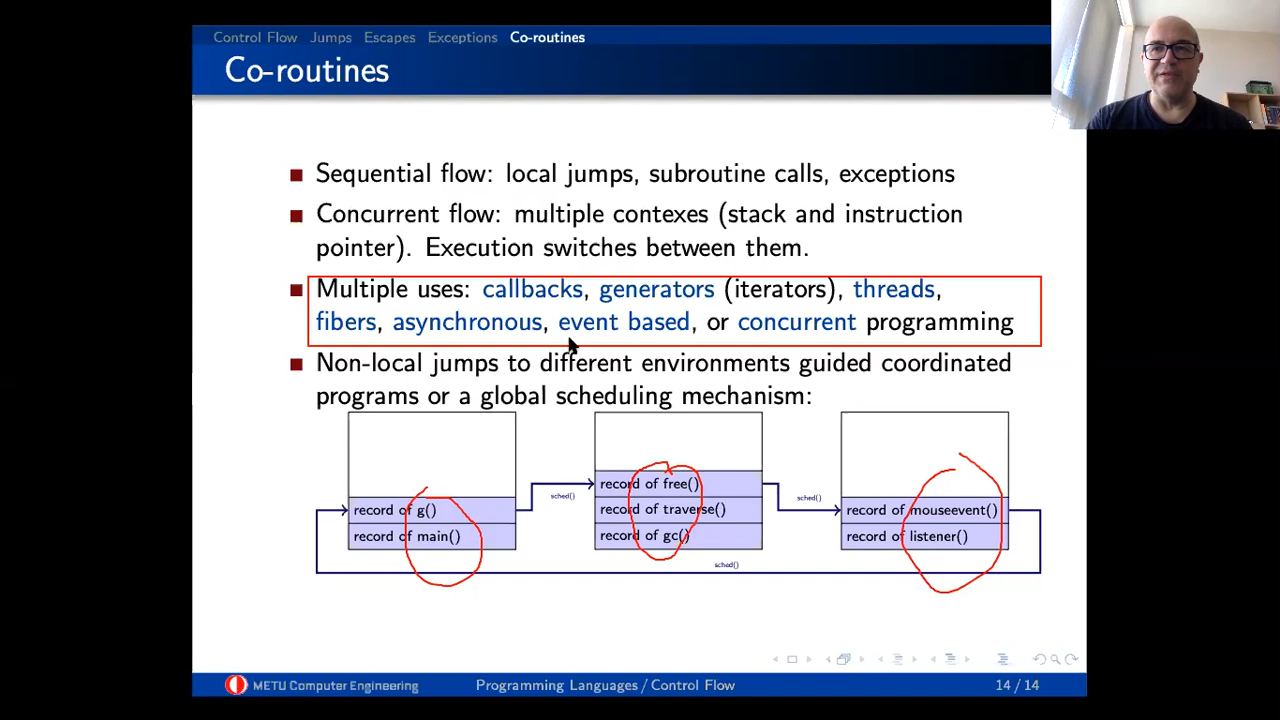 Control Flow Jumps Escapes Exceptions Co-routines
Co-routines
Sequential flow: local jumps, subroutine calls, exceptions
Concurrent flow: multiple contexes (stack and instruction
pointer). Execution switches between them.
Multiple uses: callbacks, generators (iterators), threads,
fibers, asynchronous, event based, or concurrent programming
Non-local jumps to different environments guided coordinated
programs or a global scheduling mechanism:
record of g()
record of main()
sched()
record of free()
record of traverse()
record of gc()
sched()
record of mouseevent()
record of listener()
sched()
METU Computer Engineering Programming Languages / Control Flow 14 / 14